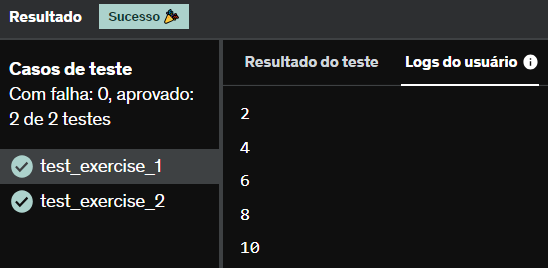 Resultado
Sucesso 🎉
Casos de teste
Com falha: 0, aprovado:
2 de 2 testes
test_exercise_1
test_exercise_2
Resultado do teste
Logs do usuário
2
4
6
8
10